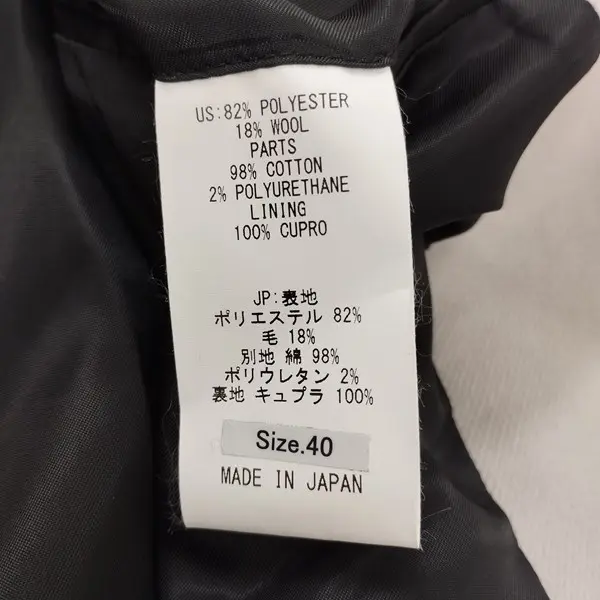 US:82% POLYESTER
18% WOOL
PARTS
98% COTTON
2% POLYURETHANE
LINING
100% CUPRO
JP:表地
ポリエステル 82%
毛 18%
別地 綿 98%
ポリウレタン 2%
裏地 キュプラ 100%
Size.40
MADE IN JAPAN